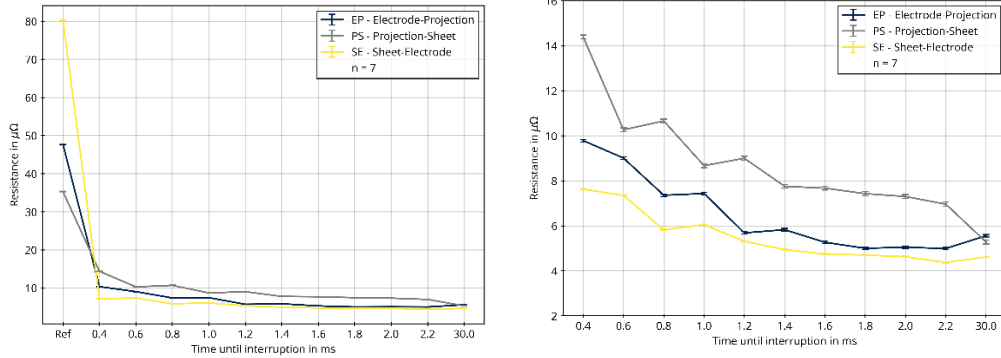 80
70
60
50
40
30
20
10
Resistance in μΩ
EP - Electrode-Projection
PS - Projection-Sheet
SE - Sheet-Electrode
n = 7
Ref 0.4 0.6 0.8 1.0 1.2 1.4 1.6 1.8 2.0 2.2 30.0
Time until interruption in ms
16
14
12
10
8
6
4
2
Resistance in μΩ
EP - Electrode-Projection
PS - Projection-Sheet
SE - Sheet-Electrode
n = 7
0.4 0.6 0.8 1.0 1.2 1.4 1.6 1.8 2.0 2.2 30.0
Time until interruption in ms